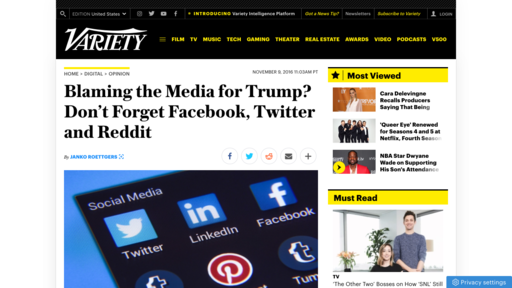 EDITION United States
INTRODUCING Variety Intelligence Platform
Got a News Tip?
Newsletters
Subscribe to Variety
LOGIN
VARIETY
FILM TV MUSIC TECH GAMING THEATER REAL ESTATE AWARDS VIDEO PODCASTS V500
HOME > DIGITAL > OPINION
NOVEMBER 9, 2016 11:03AM PT
Blaming the Media for Trump?
Don't Forget Facebook, Twitter
and Reddit
By JANKO ROETTGERS
Social Media
Twitter
LinkedIn
Facebook
Tum
Most Viewed
Cara Delevingne
Recalls Producers
Saying That Being
'Queer Eye' Renewed
for Seasons 4 and 5 at
Netflix, Fourth Season
NBA Star Dwyane
Wade on Supporting
His Son's Attendance
Must Read
TV
'The Other Two' Bosses on How 'SNL' Still
Privacy settings